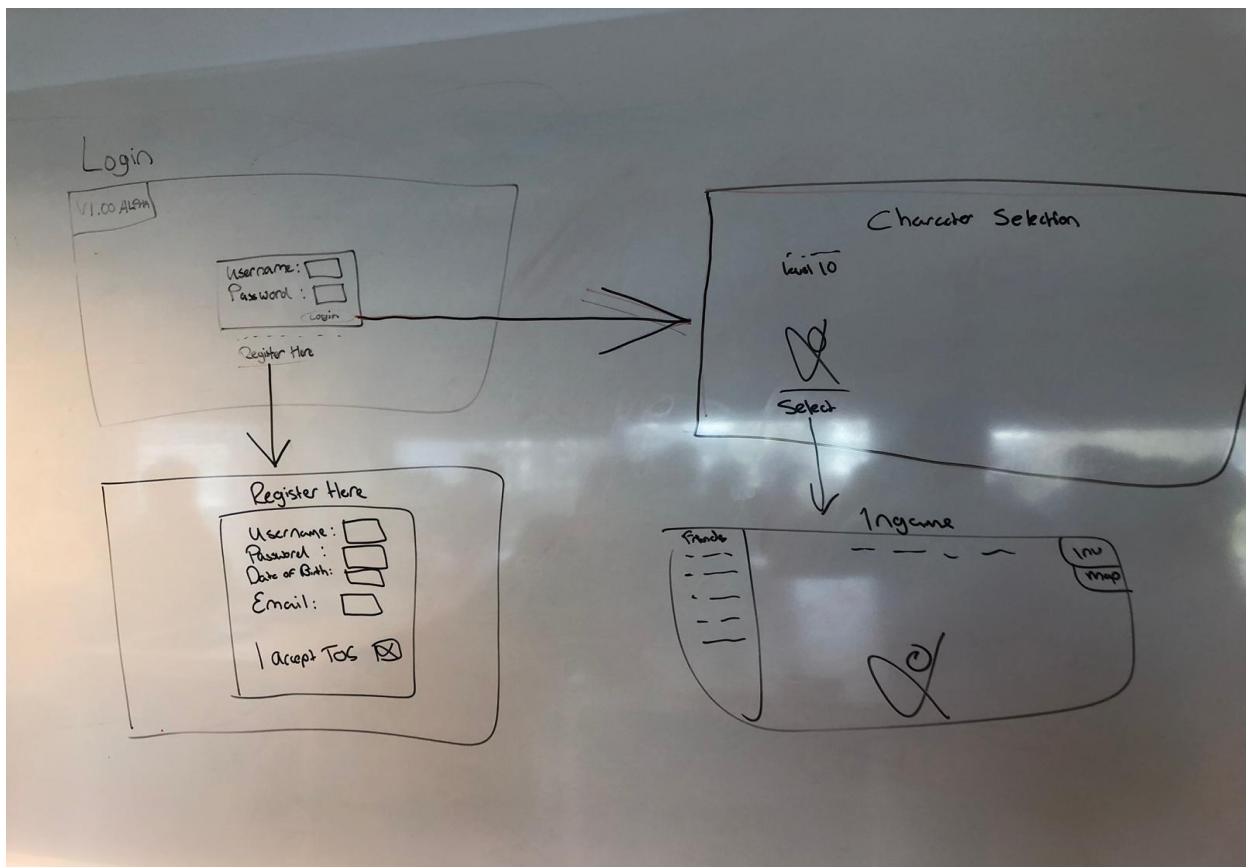 Login
V1.00 ALPHA
Username:
Password:
Login
Register Here
Character Selection
level 10
Select
Register Here
Username:
Password:
Date of Birth:
Email:
I accept TOS
Ingame
Friends
Inv
map